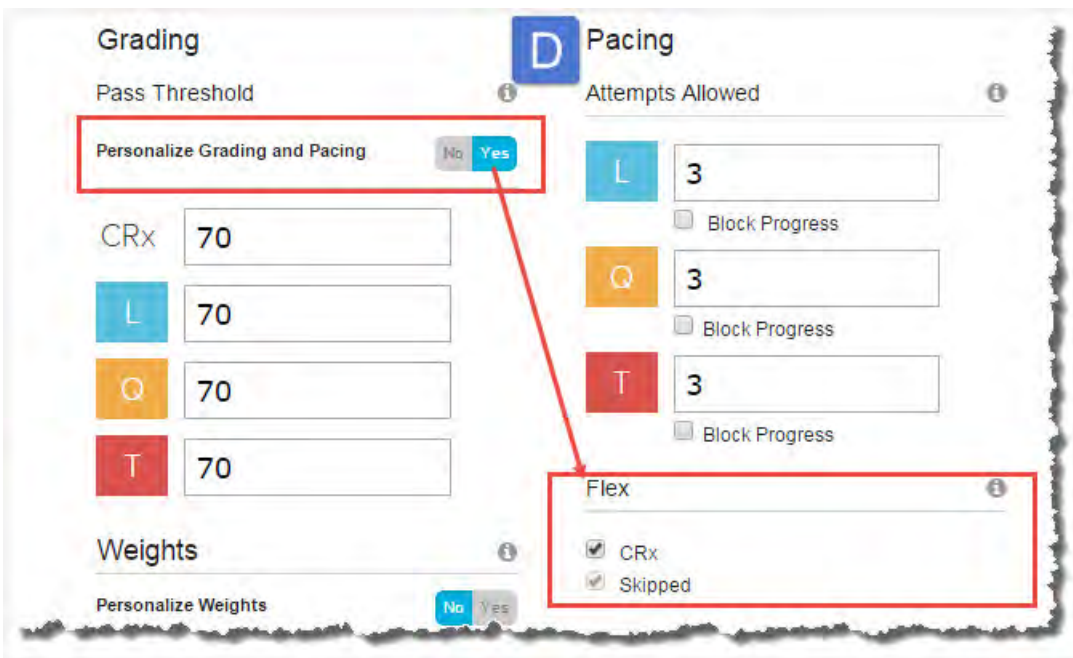 Grading
Pass Threshold
Personalize Grading and Pacing No Yes
CRx 70
L 70
Q 70
T 70
Weights
Personalize Weights No Yes
D
Pacing
Attempts Allowed
L 3
Block Progress
Q 3
Block Progress
T 3
Block Progress
Flex
CRx
Skipped